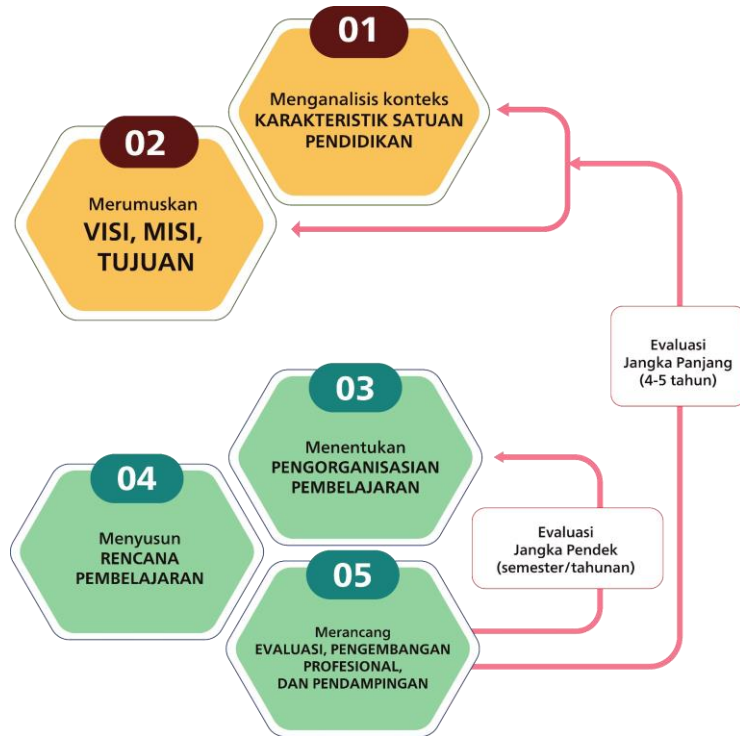 01
Menganalisis konteks
KARAKTERISTIK SATUAN
PENDIDIKAN
02
Merumuskan
VISI, MISI,
TUJUAN
Evaluasi
Jangka Panjang
(4-5 tahun)
03
Menentukan
PENGORGANISASIAN
PEMBELAJARAN
04
Menyusun
RENCANA
PEMBELAJARAN
Evaluasi
Jangka Pendek
(semester/tahunan)
05
Merancang
EVALUASI, PENGEMBANGAN
PROFESIONAL,
DAN PENDAMPINGAN